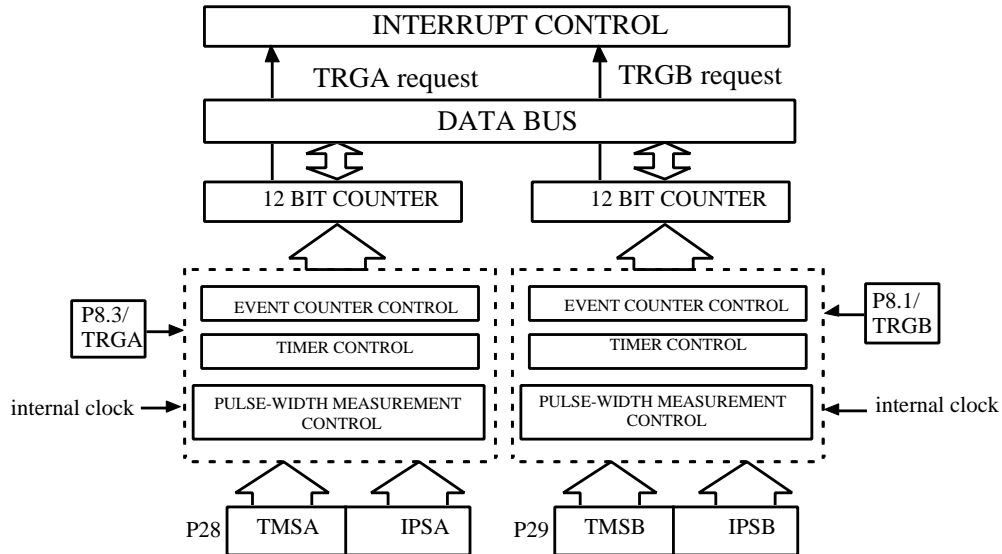 INTERRUPT CONTROL
TRGA request
TRGB request
DATA BUS
12 BIT COUNTER
12 BIT COUNTER
EVENT COUNTER CONTROL
EVENT COUNTER CONTROL
P8.3/
TRGA
P8.1/
TRGB
TIMER CONTROL
TIMER CONTROL
internal clock
PULSE-WIDTH MEASUREMENT
CONTROL
PULSE-WIDTH MEASUREMENT
CONTROL
internal clock
P28
TMSA
IPSA
P29
TMSB
IPSB